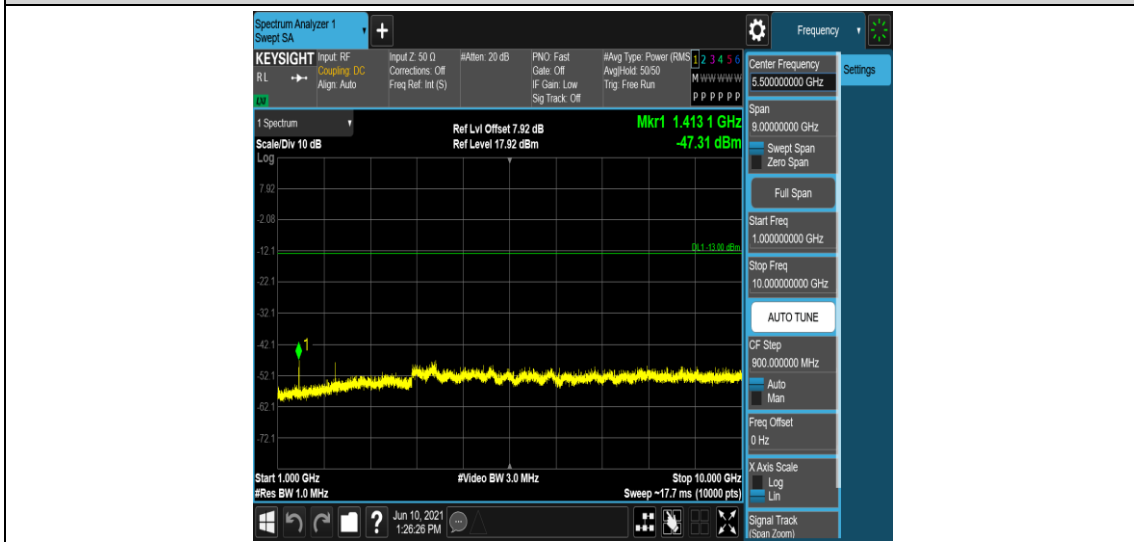 Spectrum Analyzer 1
Swept SA
+
Frequency
KEYSIGHT
RL
LXI
Input: RF
Coupling: DC
Align: Auto
Input Z: 50 Ω
Corrections: Off
Freq Ref: Int (S)
#Atten: 20 dB
PNO: Fast
Gate: Off
IF Gain: Low
Sig Track: Off
#Avg Type: Power (RMS
Avg|Hold: 50/50
Trig: Free Run
1 2 3 4 5 6
M W W W W W
P P P P P P
Center Frequency
5.500000000 GHz
Settings
Span
9.00000000 GHz
Swept Span
Zero Span
Full Span
Start Freq
1.000000000 GHz
Stop Freq
10.000000000 GHz
AUTO TUNE
CF Step
900.000000 MHz
Auto
Man
Freq Offset
0 Hz
X Axis Scale
Log
Lin
Signal Track
(Span Zoom)
1 Spectrum
Ref Lvl Offset 7.92 dB
Mkr1 1.413 1 GHz
Scale/Div 10 dB
Ref Level 17.92 dBm
-47.31 dBm
Log
7.92
-2.08
-12.1
DL1 -13.00 dBm
-22.1
-32.1
-42.1
1
-52.1
-62.1
-72.1
Start 1.000 GHz
#Video BW 3.0 MHz
Stop 10.000 GHz
#Res BW 1.0 MHz
Sweep ~17.7 ms (10000 pts)
?
Jun 10, 2021
1:26:26 PM